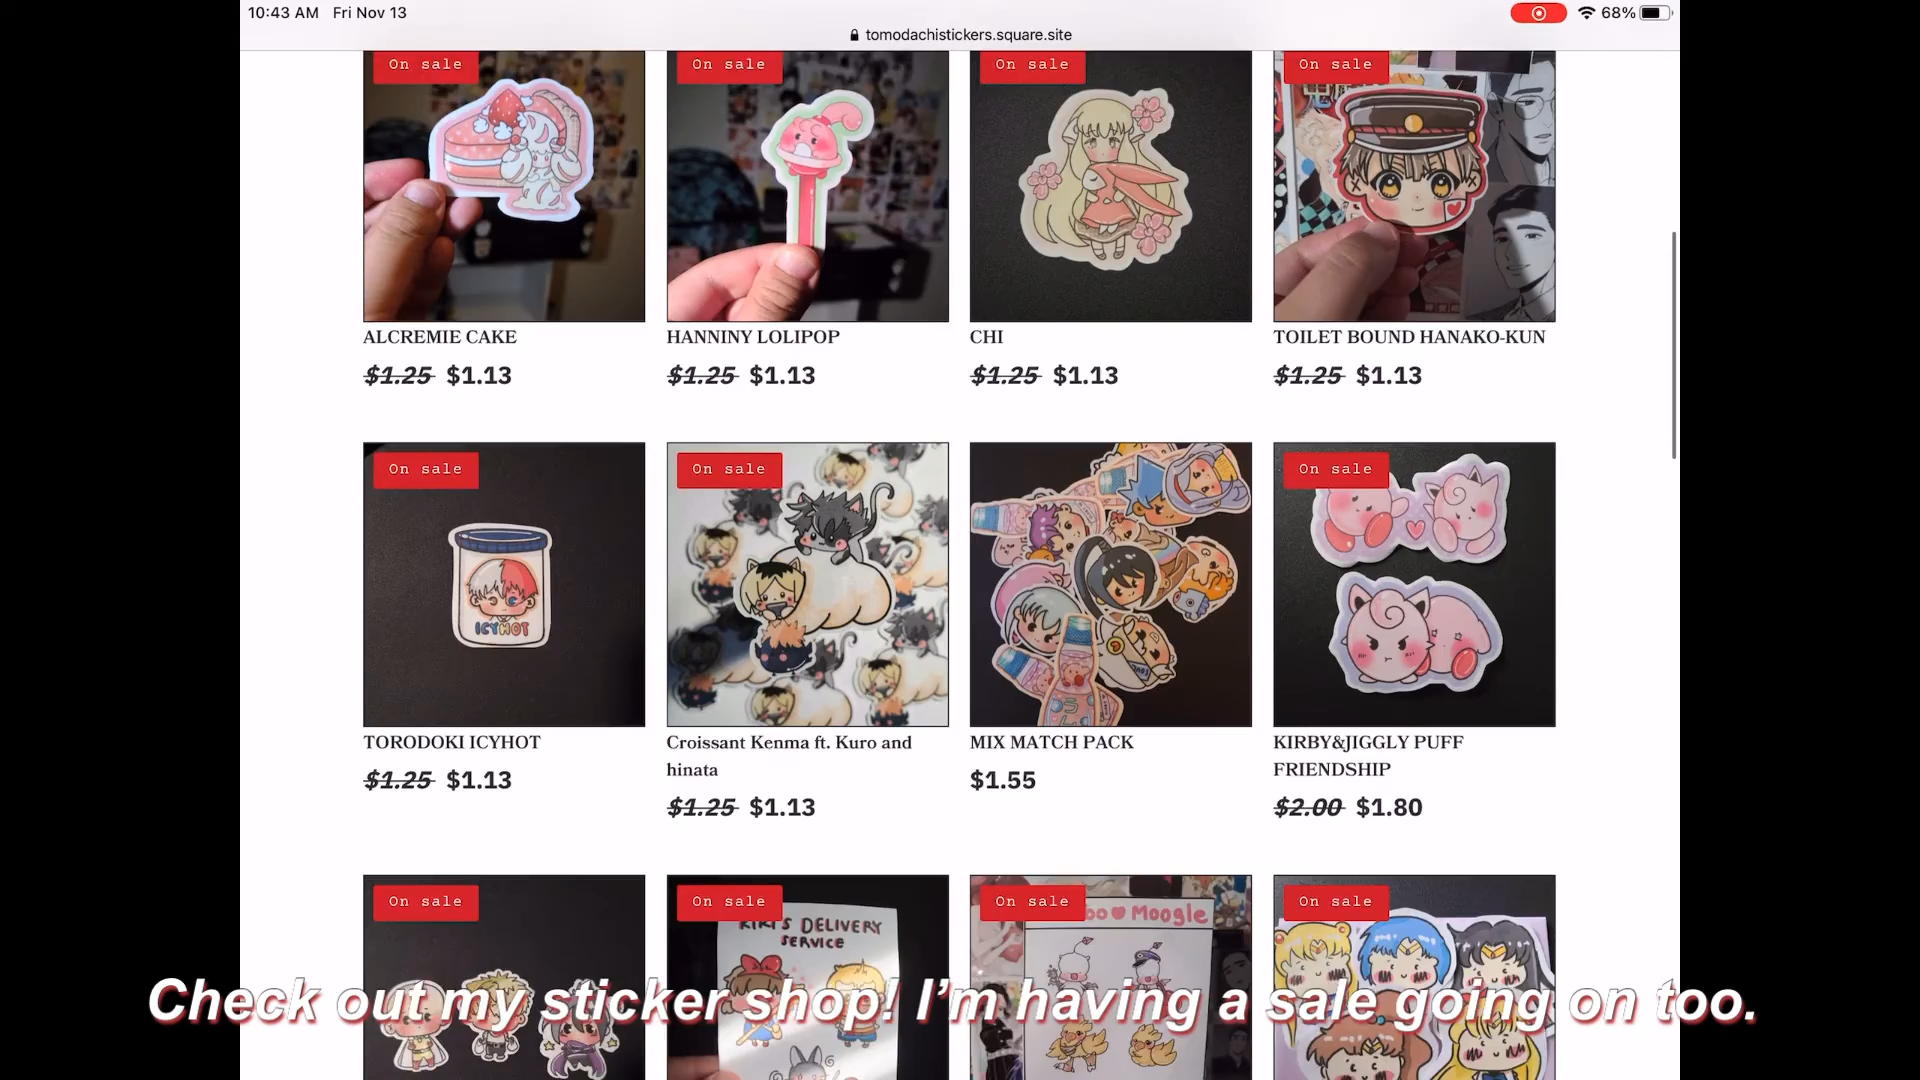 10:43 AM Fri Nov 13
68%
tomodachistickers.square.site
On sale
On sale
On sale
On sale
ALCREMIE CAKE
HANNINY LOLIPOP
CHI
TOILET BOUND HANAKO-KUN
$1.25 $1.13
$1.25 $1.13
$1.25 $1.13
$1.25 $1.13
On sale
On sale
On sale
ICYHOT
TORODOKI ICYHOT
Croissant Kenma ft. Kuro and
hinata
MIX MATCH PACK
KIRBY&JIGGLY PUFF
FRIENDSHIP
$1.25 $1.13
$1.25 $1.13
$1.55
$2.00 $1.80
On sale
On sale
On sale
On sale
KIKI'S DELIVERY
SERVICE
Moogle
Check out my sticker shop! I'm having a sale going on too.